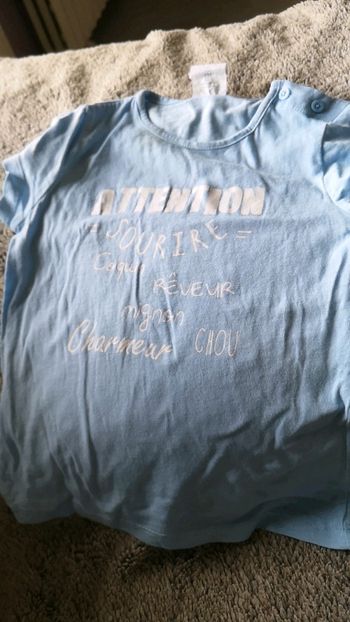 ATTENTION
= SOURIRE =
Coquin
RÊVEUR
mignon
Charmeur CHOU